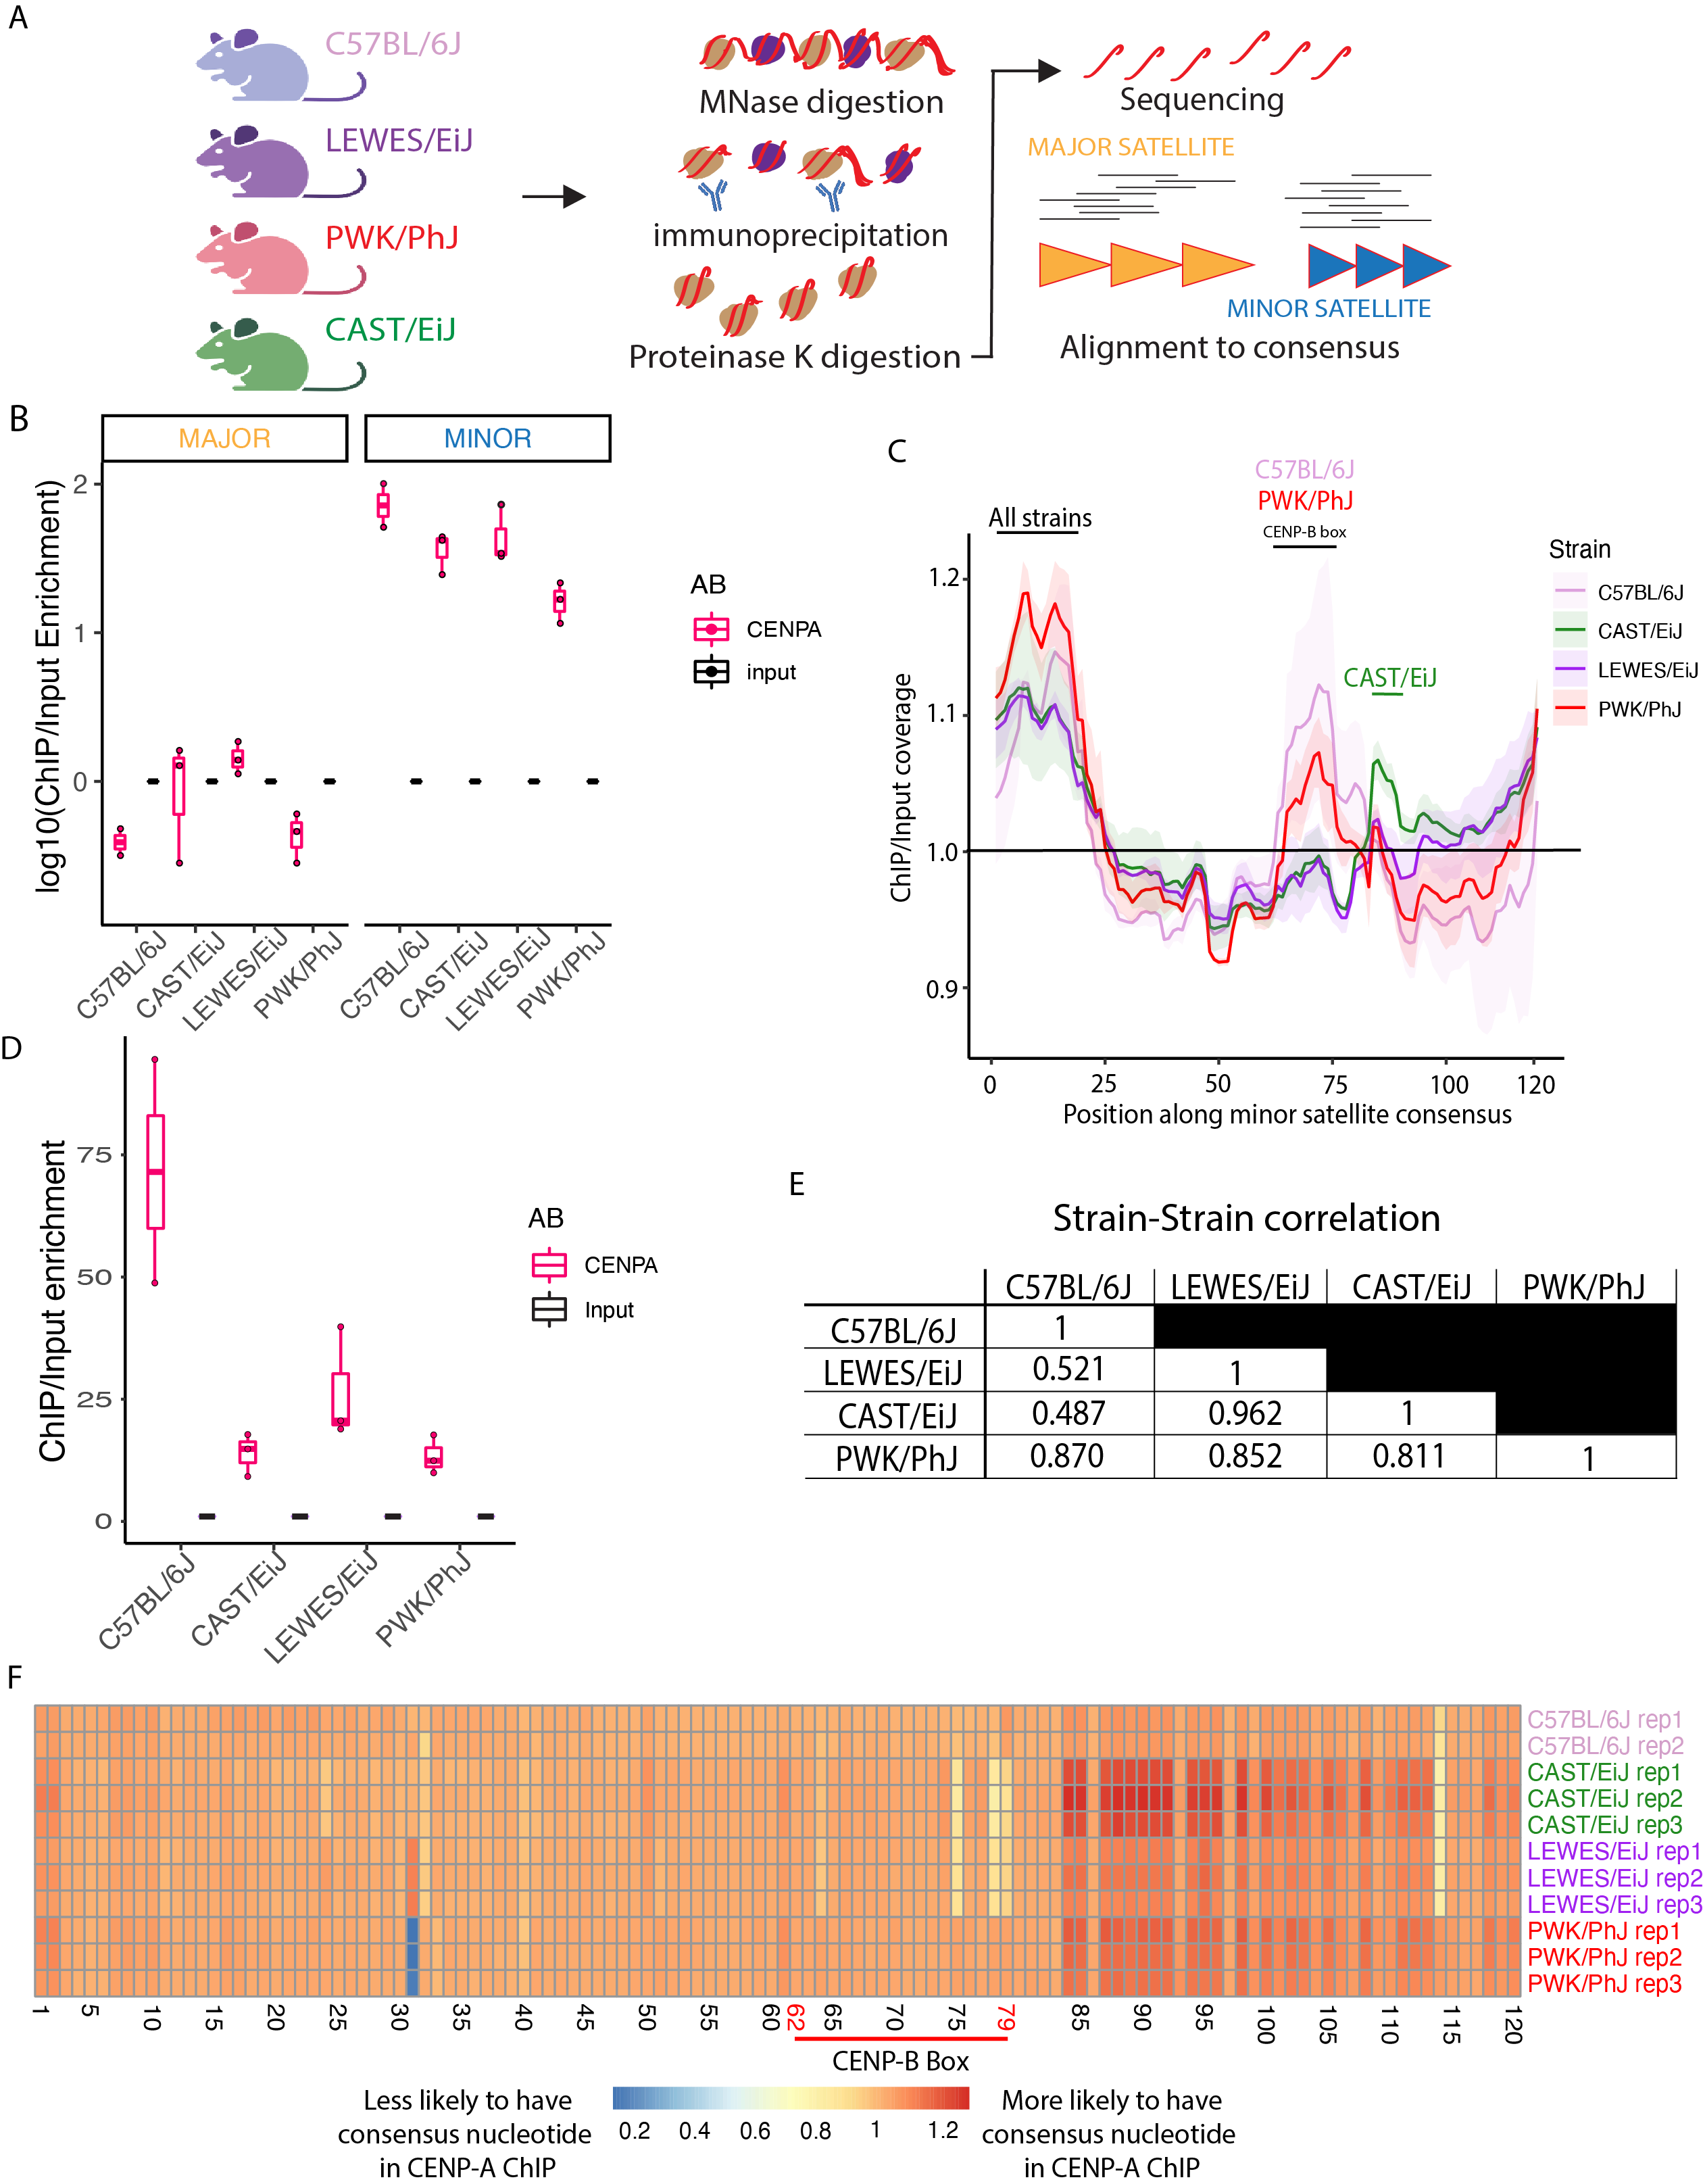 A
C57BL/6J
LEWES/EiJ
PWK/PhJ
CAST/EiJ
MNase digestion
immunoprecipitation
Proteinase K digestion
Sequencing
MAJOR SATELLITE
MINOR SATELLITE
Alignment to consensus
B
MAJOR
MINOR
log10(ChIP/Input Enrichment)
2
1
0
C57BL/6J
CAST/EiJ
LEWES/EiJ
PWK/PhJ
C57BL/6J
CAST/EiJ
LEWES/EiJ
PWK/PhJ
AB
CENPA
input
C
C57BL/6J
PWK/PhJ
CENP-B box
All strains
CAST/EiJ
ChIP/Input coverage
1.2
1.1
1.0
0.9
0 25 50 75 100 120
Position along minor satellite consensus
Strain
C57BL/6J
CAST/EiJ
LEWES/EiJ
PWK/PhJ
D
ChIP/Input enrichment
75
50
25
0
C57BL/6J
CAST/EiJ
LEWES/EiJ
PWK/PhJ
AB
CENPA
Input
E
Strain-Strain correlation
C57BL/6J LEWES/EiJ CAST/EiJ PWK/PhJ
C57BL/6J 1
LEWES/EiJ 0.521 1
CAST/EiJ 0.487 0.962 1
PWK/PhJ 0.870 0.852 0.811 1
F
C57BL/6J rep1
C57BL/6J rep2
CAST/EiJ rep1
CAST/EiJ rep2
CAST/EiJ rep3
LEWES/EiJ rep1
LEWES/EiJ rep2
LEWES/EiJ rep3
PWK/PhJ rep1
PWK/PhJ rep2
PWK/PhJ rep3
1 5 10 15 20 25 30 35 40 45 50 55 60 62 65 70 75 79 85 90 95 100 105 110 115 120
CENP-B Box
Less likely to have
consensus nucleotide
in CENP-A ChIP
0.2 0.4 0.6 0.8 1 1.2
More likely to have
consensus nucleotide
in CENP-A ChIP